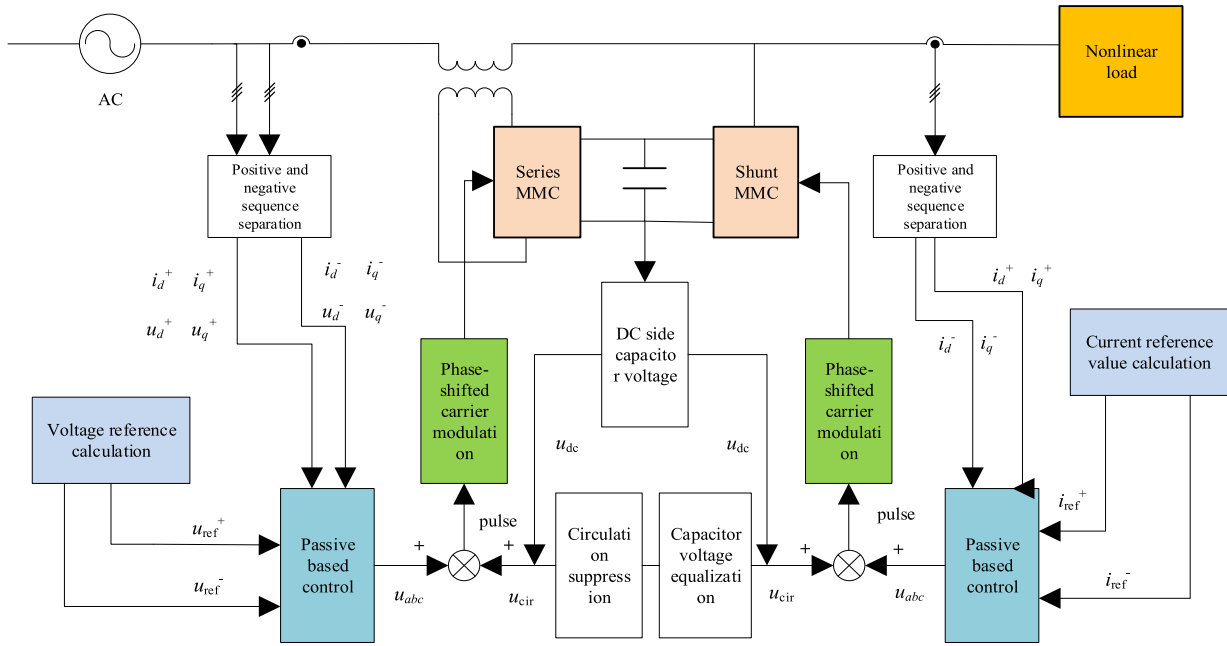 AC
Nonlinear
load
Series
MMC
Shunt
MMC
Positive and
negative
sequence
separation
Positive and
negative
sequence
separation
i_d^+ i_q^+
u_d^+ u_q^+
i_d^- i_q^-
u_d^- u_q^-
i_d^+ i_q^+
i_d^- i_q^-
DC side
capacito
r voltage
Phase-
shifted
carrier
modulati
on
Phase-
shifted
carrier
modulati
on
Current reference
value calculation
Voltage reference
calculation
u_dc
u_dc
u_ref^+
u_ref^-
Passive
based
control
+
u_abc
pulse
+
u_cir
Circulati
on
suppress
ion
Capacitor
voltage
equalizati
on
+
u_cir
pulse
+
u_abc
Passive
based
control
i_ref^+
i_ref^-